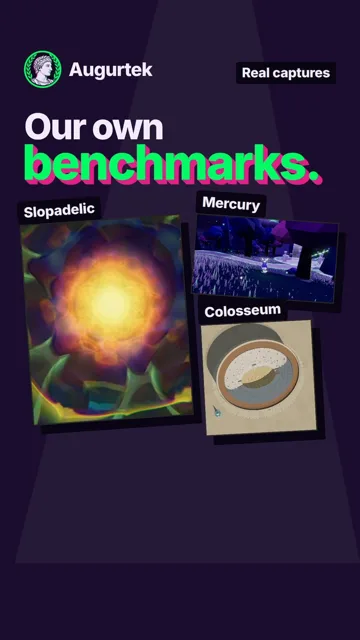 Augurtek
Real captures
Our own
benchmarks.
Slopadelic
Mercury
Colosseum